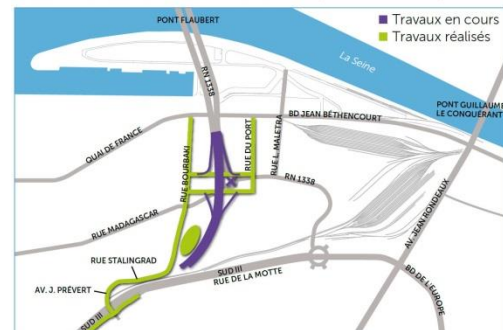 PONT FLAUBERT
Travaux en cours
Travaux réalisés
La Seine
RN 1338
PONT GUILLAUME
LE CONQUÉRANT
BD JEAN BÉTHENCOURT
QUAI DE FRANCE
RUE BOURBAKI
RUE DU PORT
RUE L. MALETRA
RN 1338
RUE MADAGASCAR
AV. JEAN RONDEAUX
RUE STALINGRAD
SUD III
RUE DE LA MOTTE
BD DE L'EUROPE
AV. J. PRÉVERT
SUD III